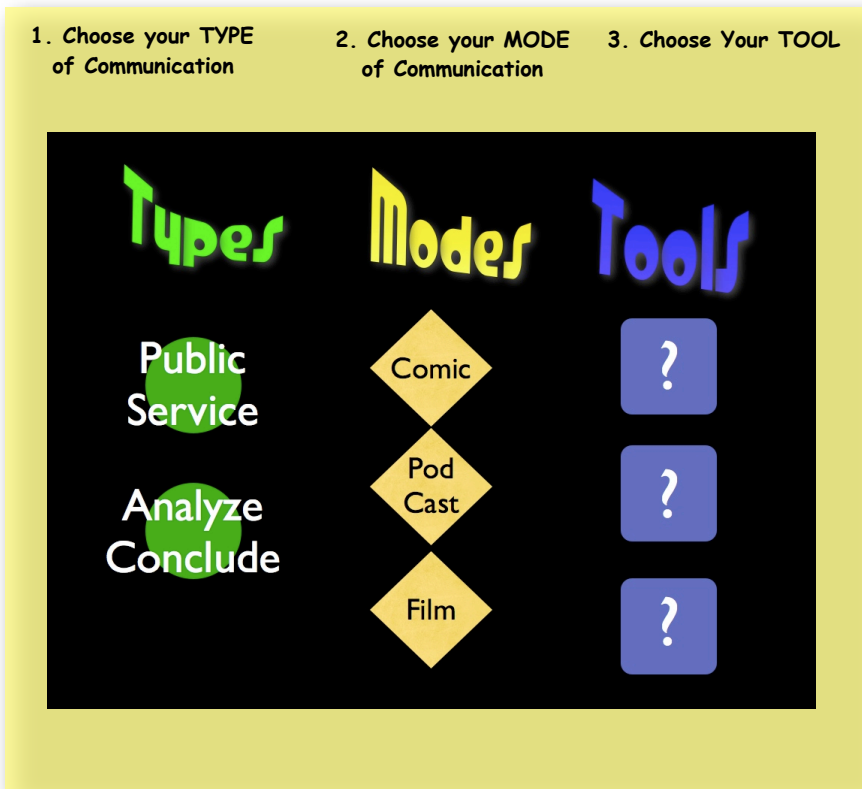 1. Choose your TYPE
of Communication
2. Choose your MODE
of Communication
3. Choose Your TOOL
Types
Modes
Tools
Public
Service
Analyze
Conclude
Comic
Pod
Cast
Film
?
?
?